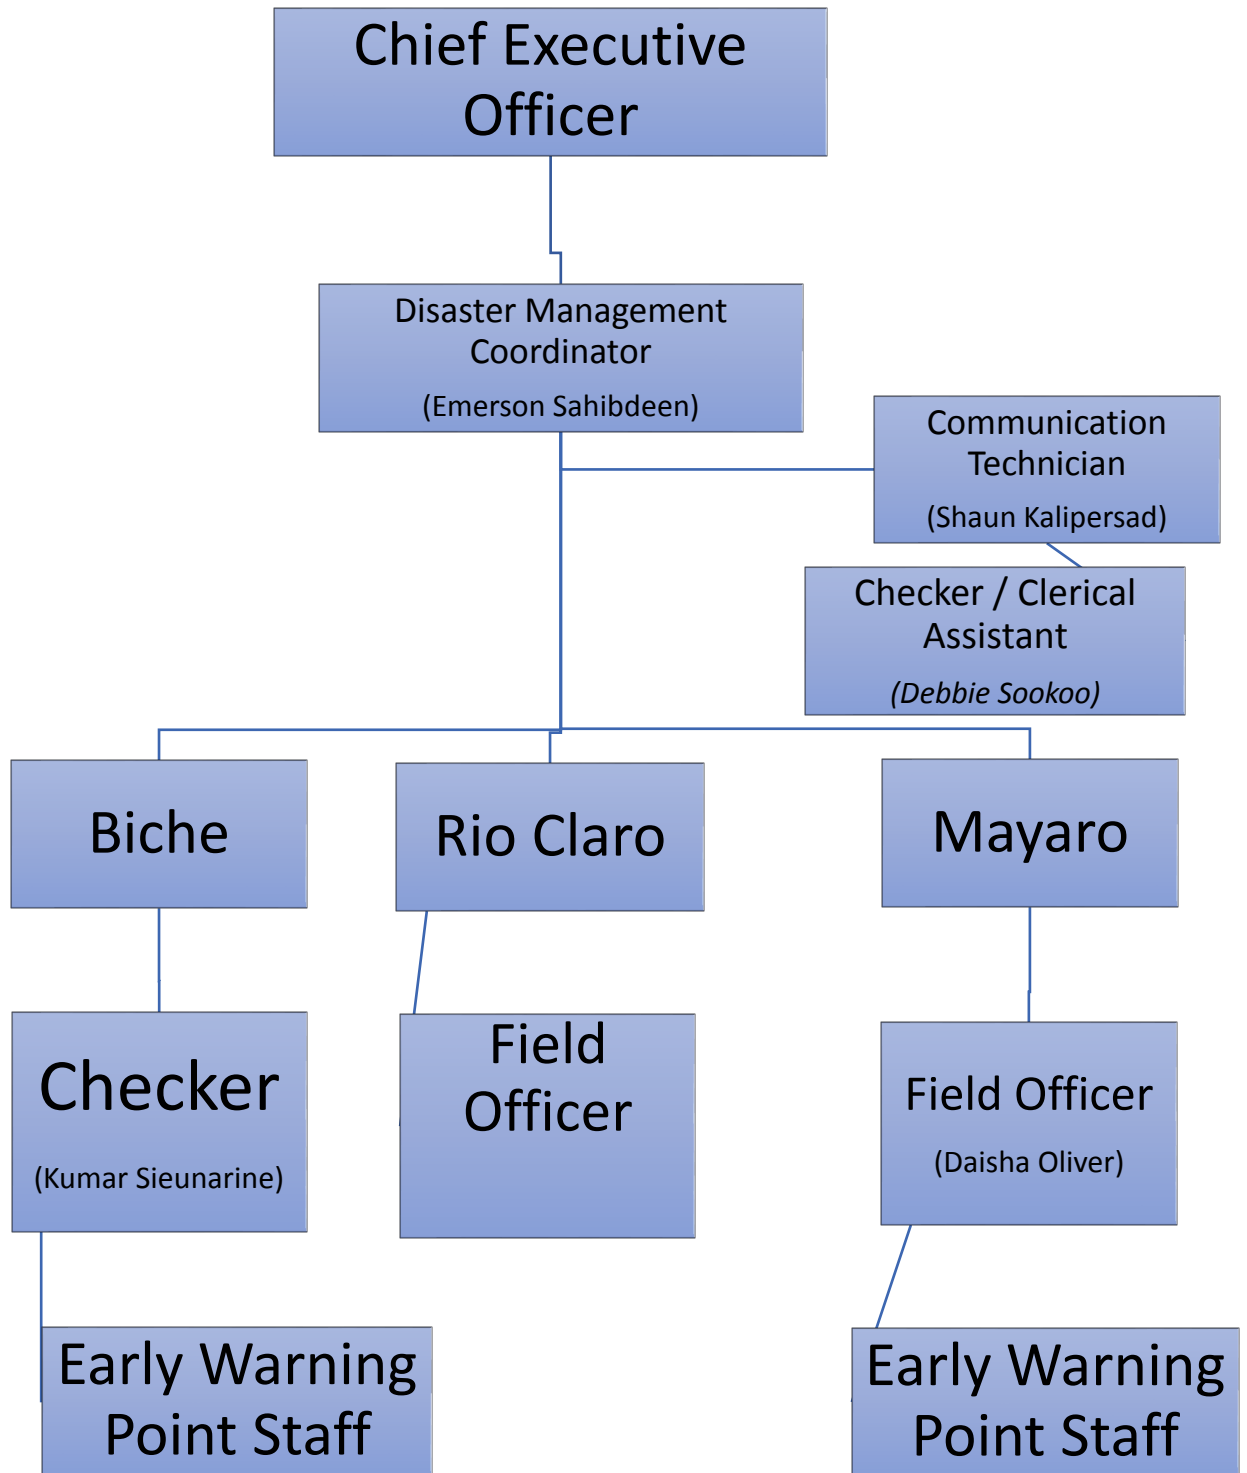 Chief Executive
Officer
Disaster Management
Coordinator
(Emerson Sahibdeen)
Communication
Technician
(Shaun Kalipersad)
Checker / Clerical
Assistant
(Debbie Sookoo)
Biche
Rio Claro
Mayaro
Checker
(Kumar Sieunarine)
Field
Officer
Field Officer
(Daisha Oliver)
Early Warning
Point Staff
Early Warning
Point Staff